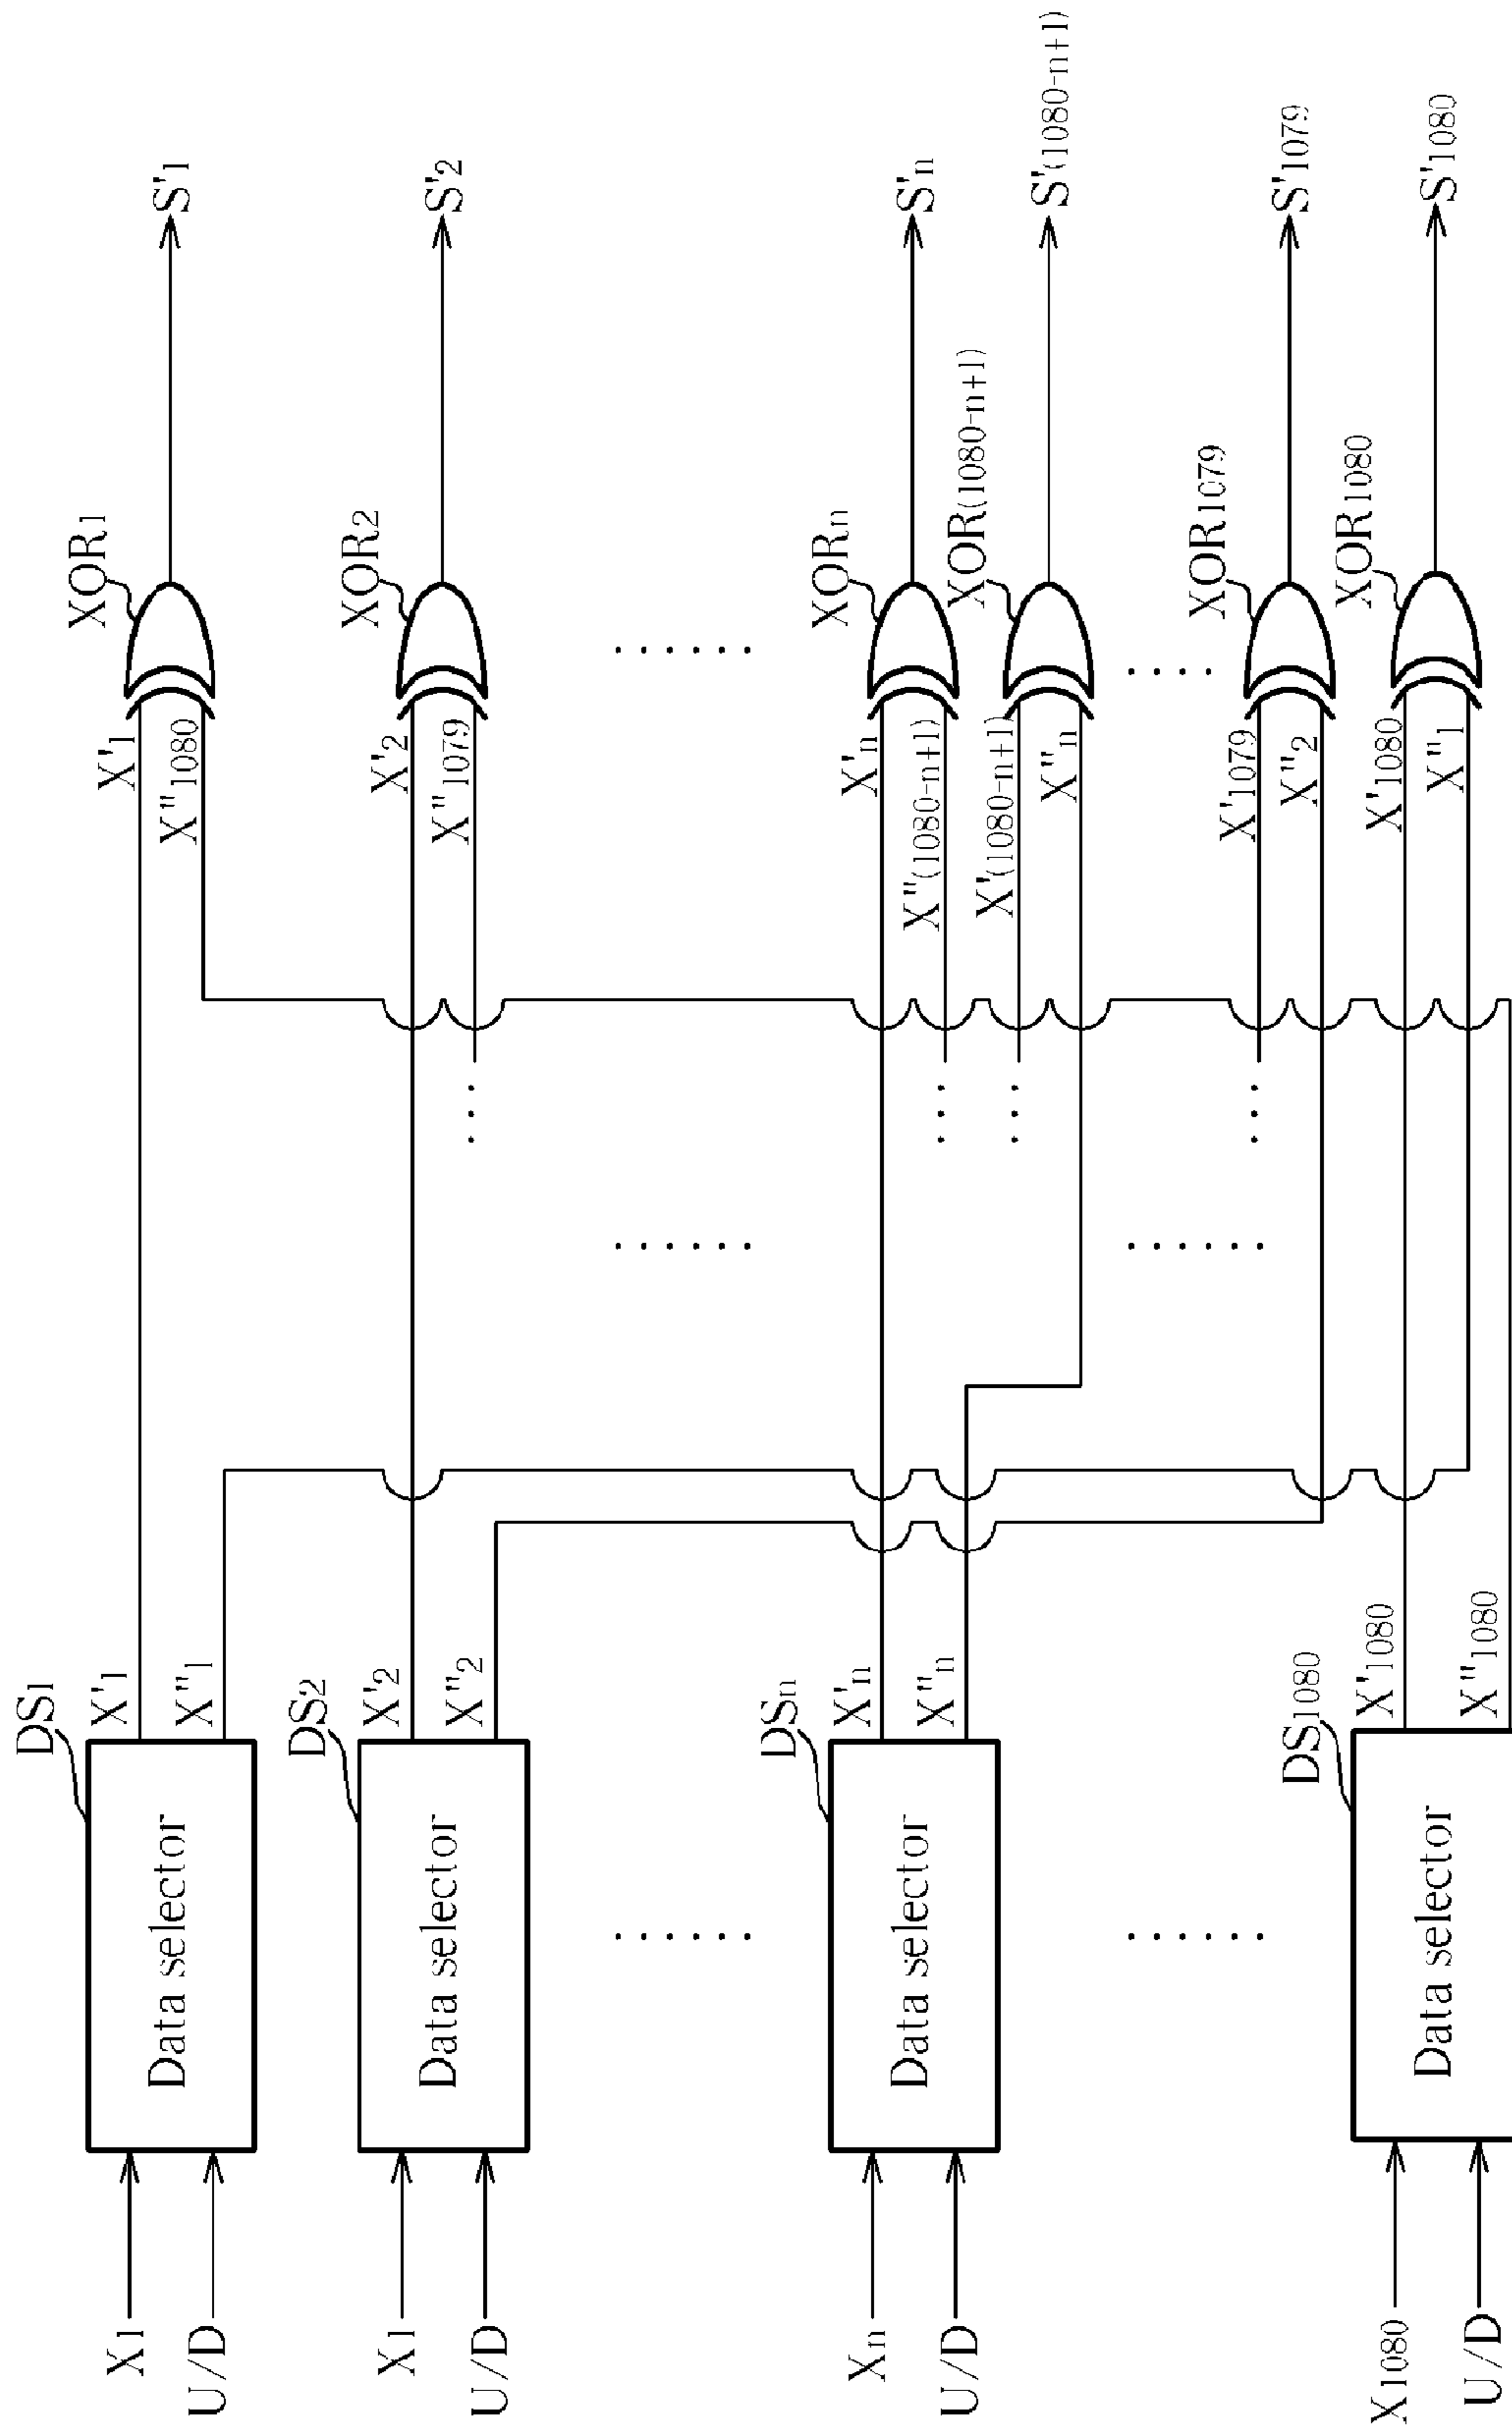 DS1
X1
U/D
Data selector
X'1
X"1
X'1
X"1080
XOR1
S'1
DS2
X1
U/D
Data selector
X'2
X"2
X'2
X"1079
XOR2
S'2
......
......
......
DSn
Xn
U/D
Data selector
X'n
X"n
X'n
X"(1080-n+1)
XORn
S'n
X'(1080-n+1)
X"n
XOR(1080-n+1)
S'(1080-n+1)
...
...
...
...
......
......
....
X'1079
X"2
XOR1079
S'1079
DS1080
X1080
U/D
Data selector
X'1080
X"1080
X'1080
X"1
XOR1080
S'1080